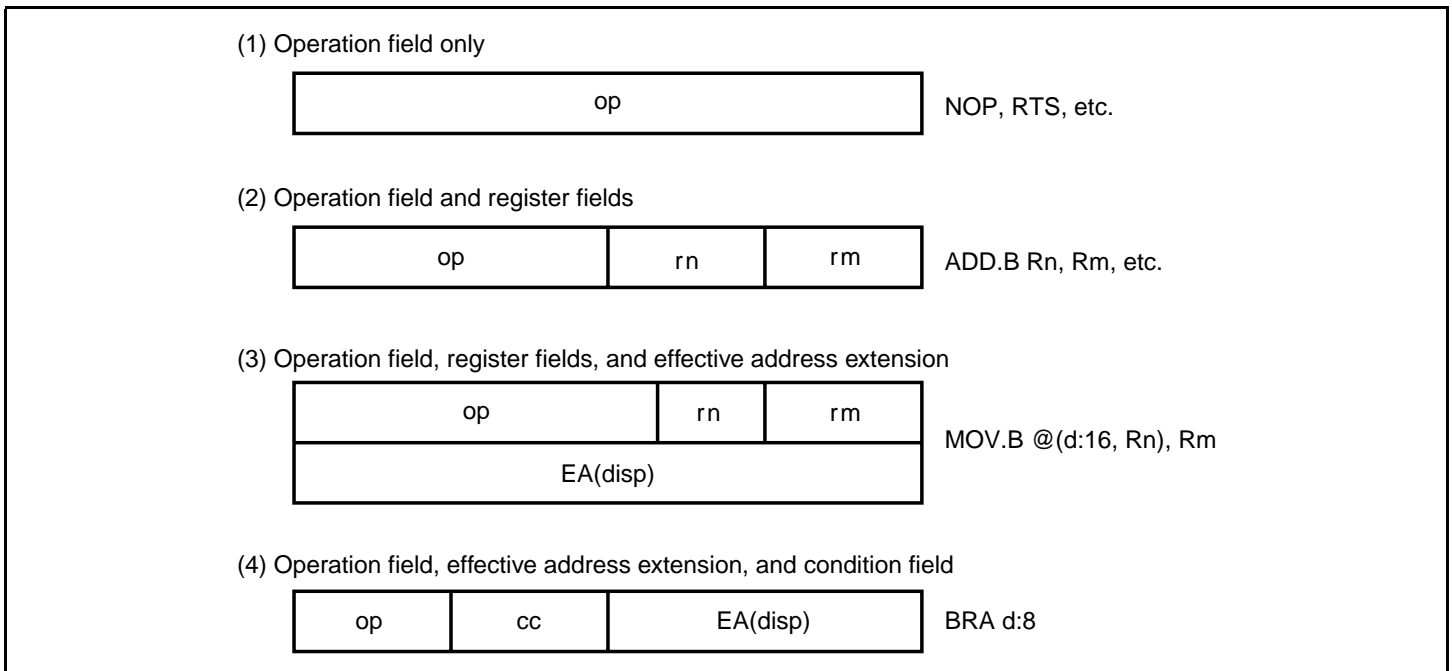 (1) Operation field only
op
NOP, RTS, etc.
(2) Operation field and register fields
op rn rm
ADD.B Rn, Rm, etc.
(3) Operation field, register fields, and effective address extension
op rn rm
EA(disp)
MOV.B @(d:16, Rn), Rm
(4) Operation field, effective address extension, and condition field
op cc EA(disp)
BRA d:8